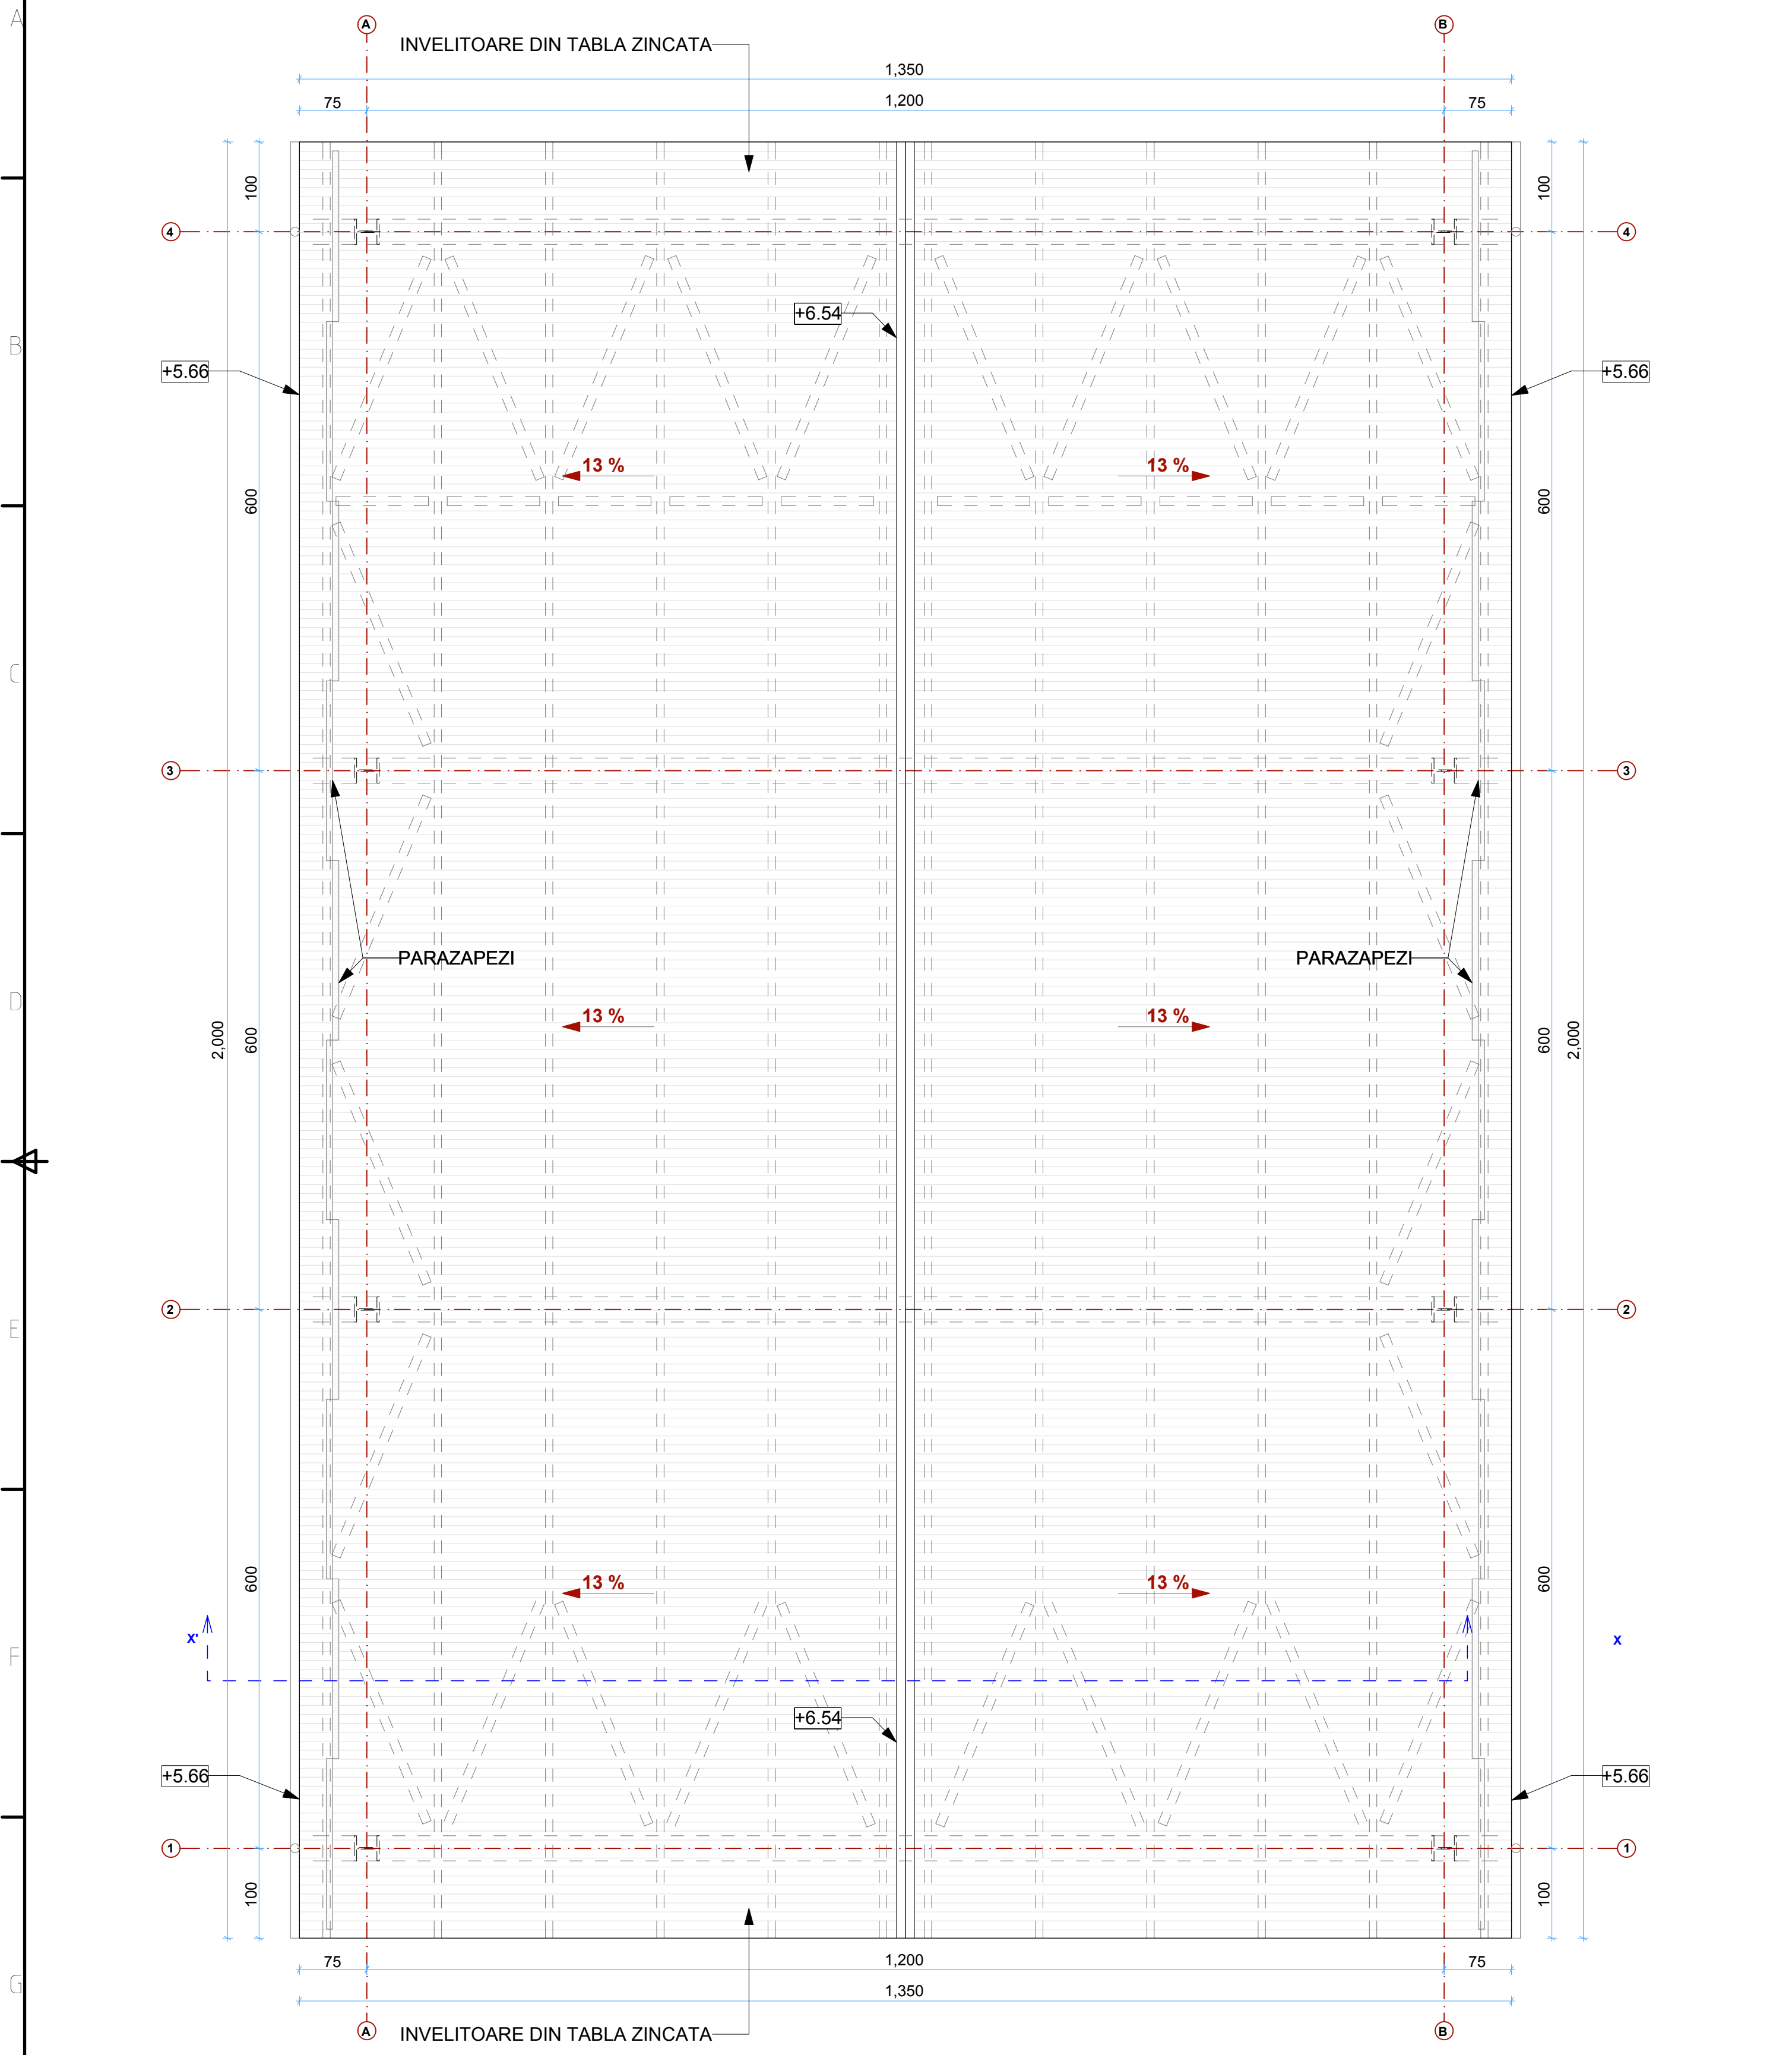 A
A
B
INVELITOARE DIN TABLA ZINCATA
1,350
75
1,200
75
100
100
4
4
+6.54
B
+5.66
+5.66
13 %
13 %
600
600
C
3
3
PARAZAPEZI
PARAZAPEZI
D
13 %
13 %
2,000
600
600
2,000
2
2
E
13 %
13 %
600
600
X'
X
F
+6.54
+5.66
+5.66
1
1
100
100
75
1,200
75
G
1,350
A
B
INVELITOARE DIN TABLA ZINCATA